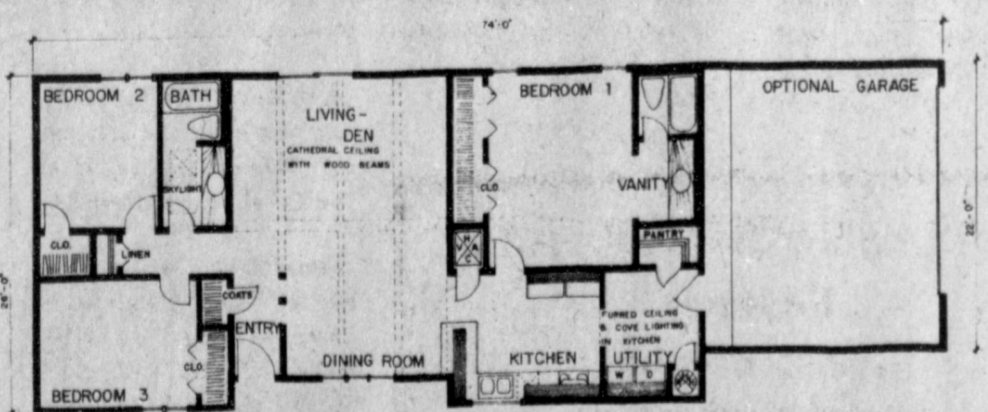 74'-0"
BEDROOM 2
BATH
LIVING-
DEN
CATHEDRAL CEILING
WITH WOOD BEAMS
BEDROOM 1
OPTIONAL GARAGE
SKYLIGHT
CLO.
VANITY
22'-0"
CLO.
LINEN
HVAC
PANTRY
26'-0"
COATS
ENTRY
FURRED CEILING
& COVE LIGHTING
IN KITCHEN
CLO.
DINING ROOM
KITCHEN
UTILITY
W D
BEDROOM 3